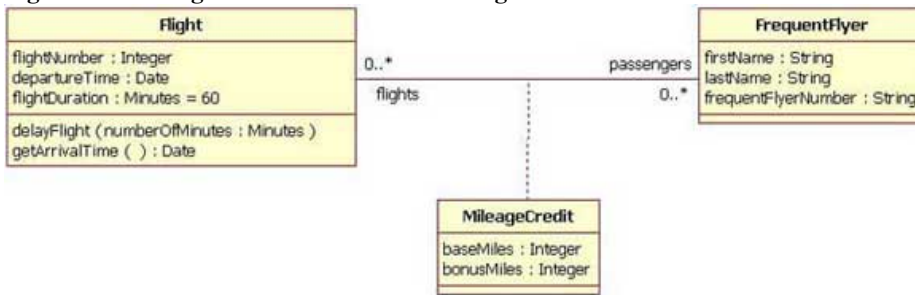 Flight
flightNumber : Integer
departureTime : Date
flightDuration : Minutes = 60
delayFlight ( numberOfMinutes : Minutes )
getArrivalTime ( ) : Date
0..*
flights
passengers
0..*
FrequentFlyer
firstName : String
lastName : String
frequentFlyerNumber : String
MileageCredit
baseMiles : Integer
bonusMiles : Integer